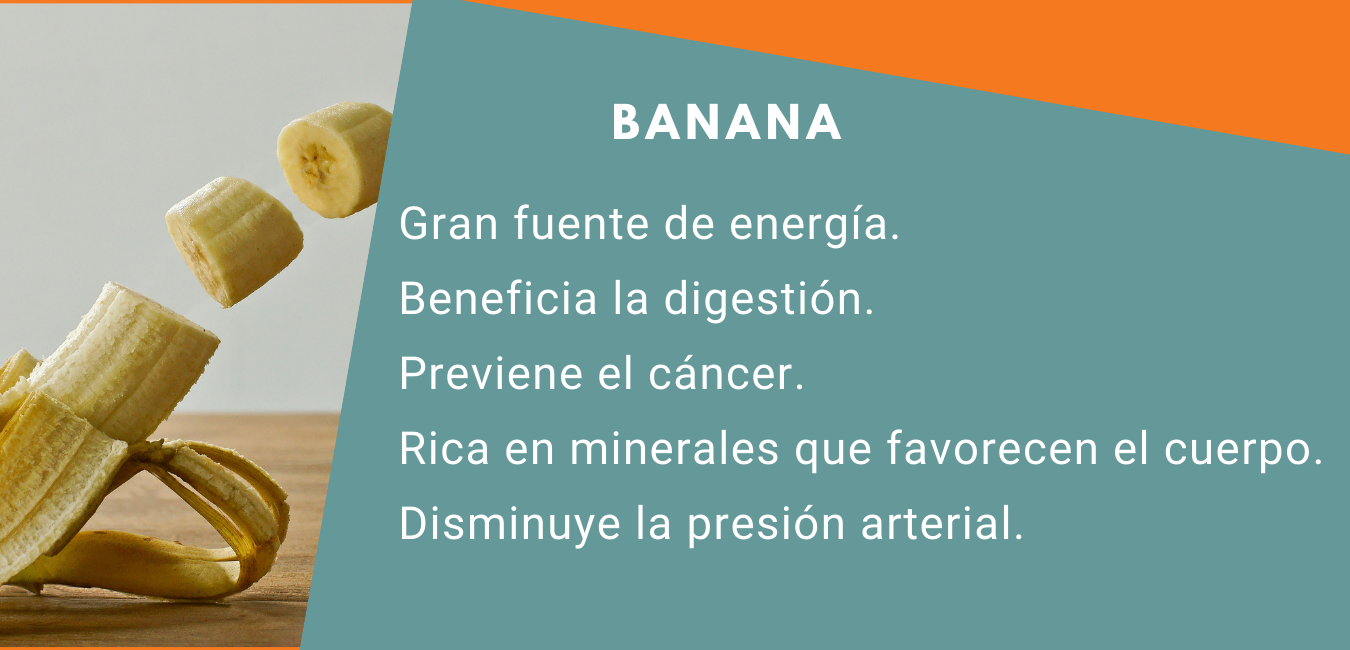 BANANA
Gran fuente de energía.
Beneficia la digestión.
Previene el cáncer.
Rica en minerales que favorecen el cuerpo.
Disminuye la presión arterial.